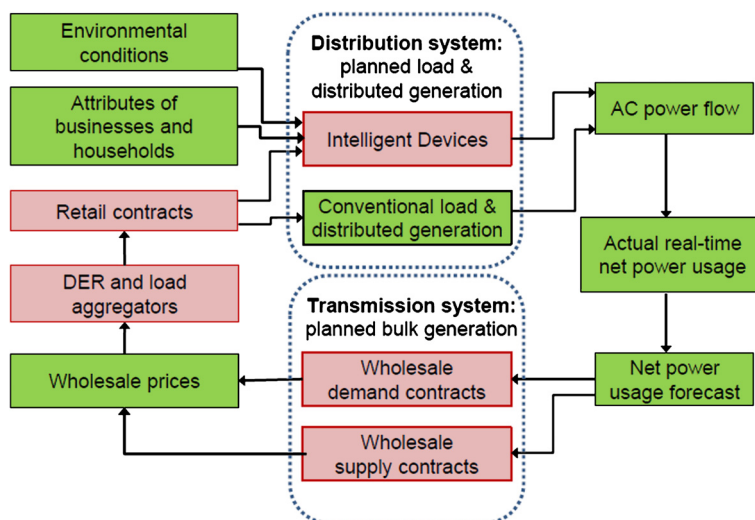 Environmental
conditions
Attributes of
businesses and
households
Retail contracts
DER and load
aggregators
Wholesale prices
Distribution system:
planned load &
distributed generation
Intelligent Devices
Conventional load &
distributed generation
Transmission system:
planned bulk generation
Wholesale
demand contracts
Wholesale
supply contracts
AC power flow
Actual real-time
net power usage
Net power
usage forecast